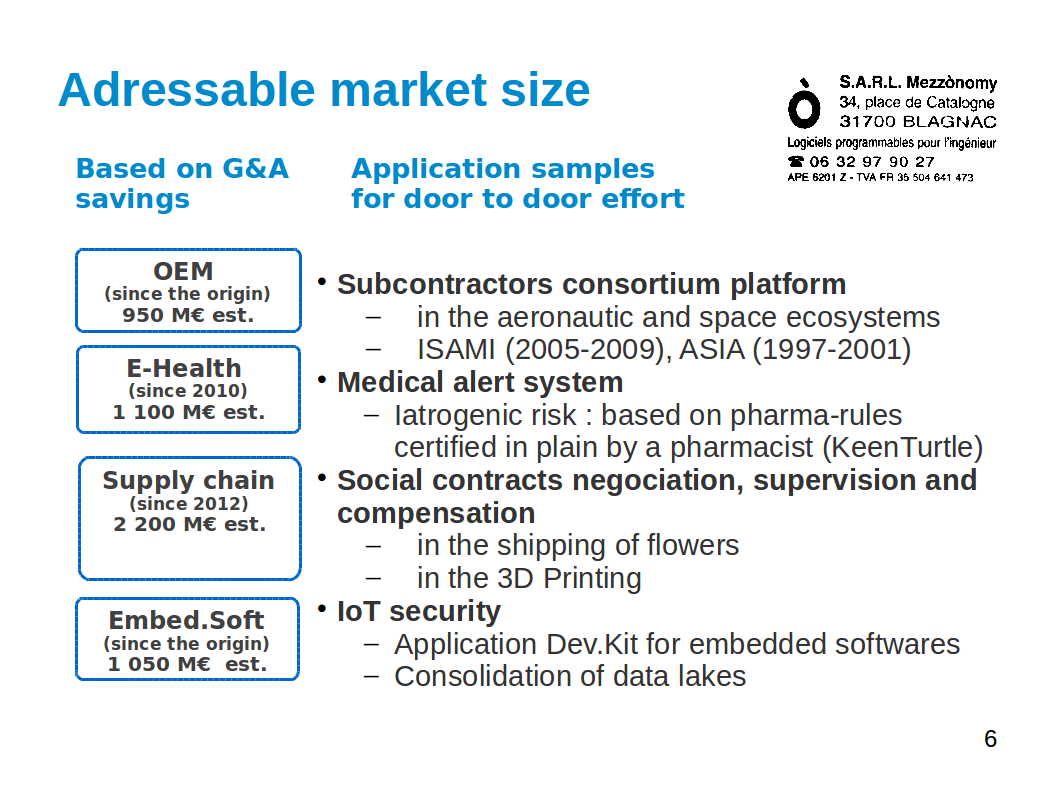 Adressable market size
S.A.R.L. Mezzònomy
34, place de Catalogne
31700 BLAGNAC
Logiciels programmables pour l'ingénieur
☎ 06 32 97 90 27
APE 6201 Z - TVA FR 35 504 641 473
Based on G&A
savings
Application samples
for door to door effort
OEM
(since the origin)
950 M€ est.
E-Health
(since 2010)
1 100 M€ est.
Supply chain
(since 2012)
2 200 M€ est.
Embed.Soft
(since the origin)
1 050 M€  est.
• Subcontractors consortium platform
– in the aeronautic and space ecosystems
– ISAMI (2005-2009), ASIA (1997-2001)
• Medical alert system
– Iatrogenic risk : based on pharma-rules
certified in plain by a pharmacist (KeenTurtle)
• Social contracts negociation, supervision and
compensation
– in the shipping of flowers
– in the 3D Printing
• IoT security
– Application Dev.Kit for embedded softwares
– Consolidation of data lakes
6